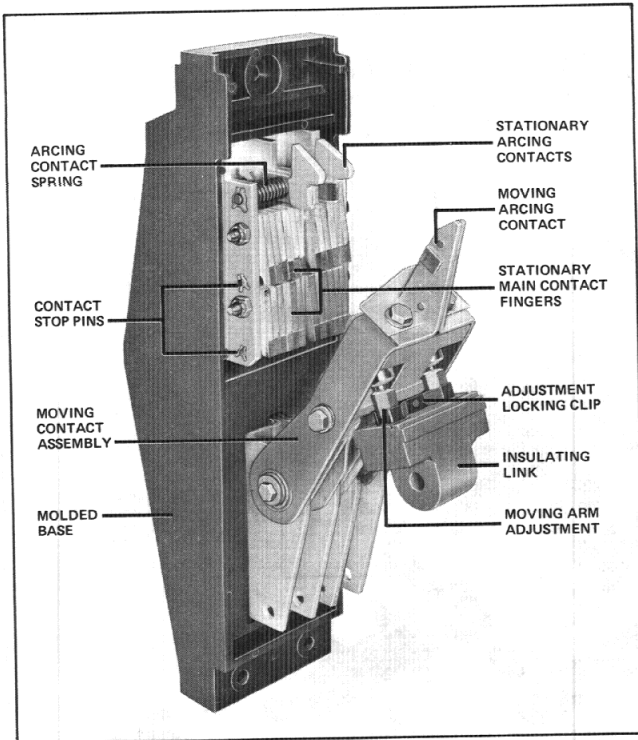 ARCING
CONTACT
SPRING
CONTACT
STOP PINS
MOVING
CONTACT
ASSEMBLY
MOLDED
BASE
STATIONARY
ARCING
CONTACTS
MOVING
ARCING
CONTACT
STATIONARY
MAIN CONTACT
FINGERS
ADJUSTMENT
LOCKING CLIP
INSULATING
LINK
MOVING ARM
ADJUSTMENT